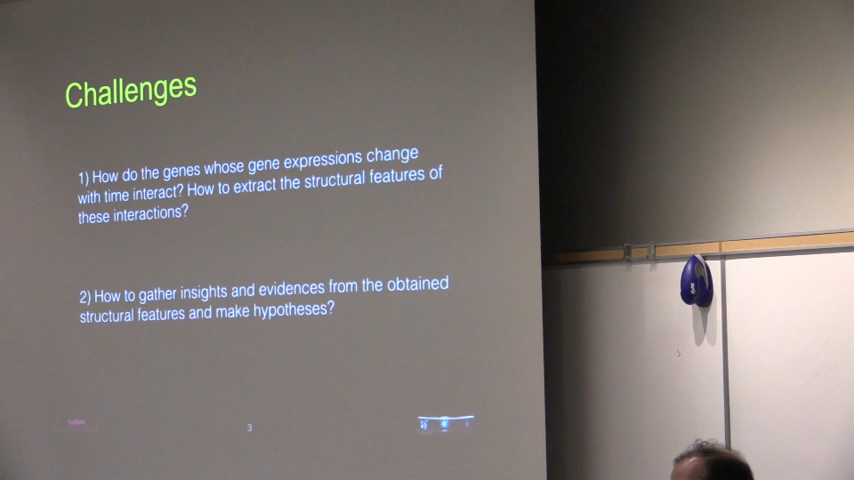 Challenges
1) How do the genes whose gene expressions change
with time interact? How to extract the structural features of
these interactions?
2) How to gather insights and evidences from the obtained
structural features and make hypotheses?
3